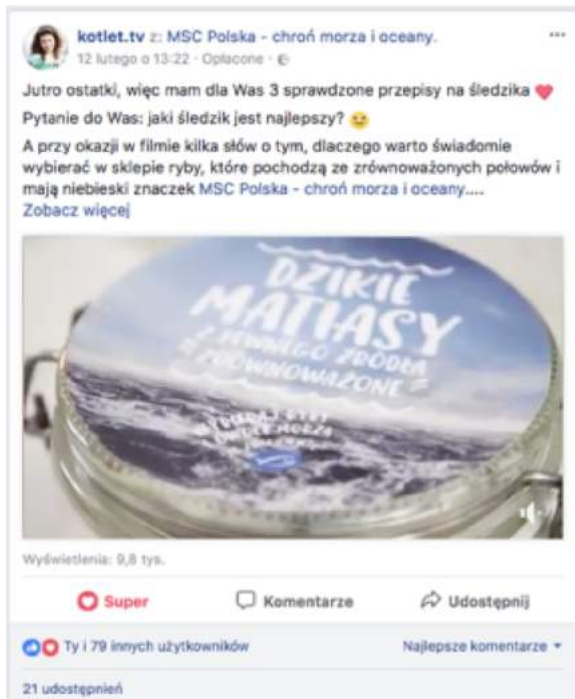 kotlet.tv z: MSC Polska - chroń morza i oceany.
12 lutego o 13:22 · Opłacone ·
Jutro ostatki, więc mam dla Was 3 sprawdzone przepisy na śledzika ❤
Pytanie do Was: jaki śledzik jest najlepszy? 😉
A przy okazji w filmie kilka słów o tym, dlaczego warto świadomie
wybierać w sklepie ryby, które pochodzą ze zrównoważonych połowów i
mają niebieski znaczek MSC Polska - chroń morza i oceany....
Zobacz więcej
DZIKIE
MATIASY
Z PEWNEGO ŹRÓDŁA
ZRÓWNOWAŻONE
Wyświetlenia: 9,8 tys.
Super
Komentarze
Udostępnij
Ty i 79 innych użytkowników
Najlepsze komentarze
21 udostępnień